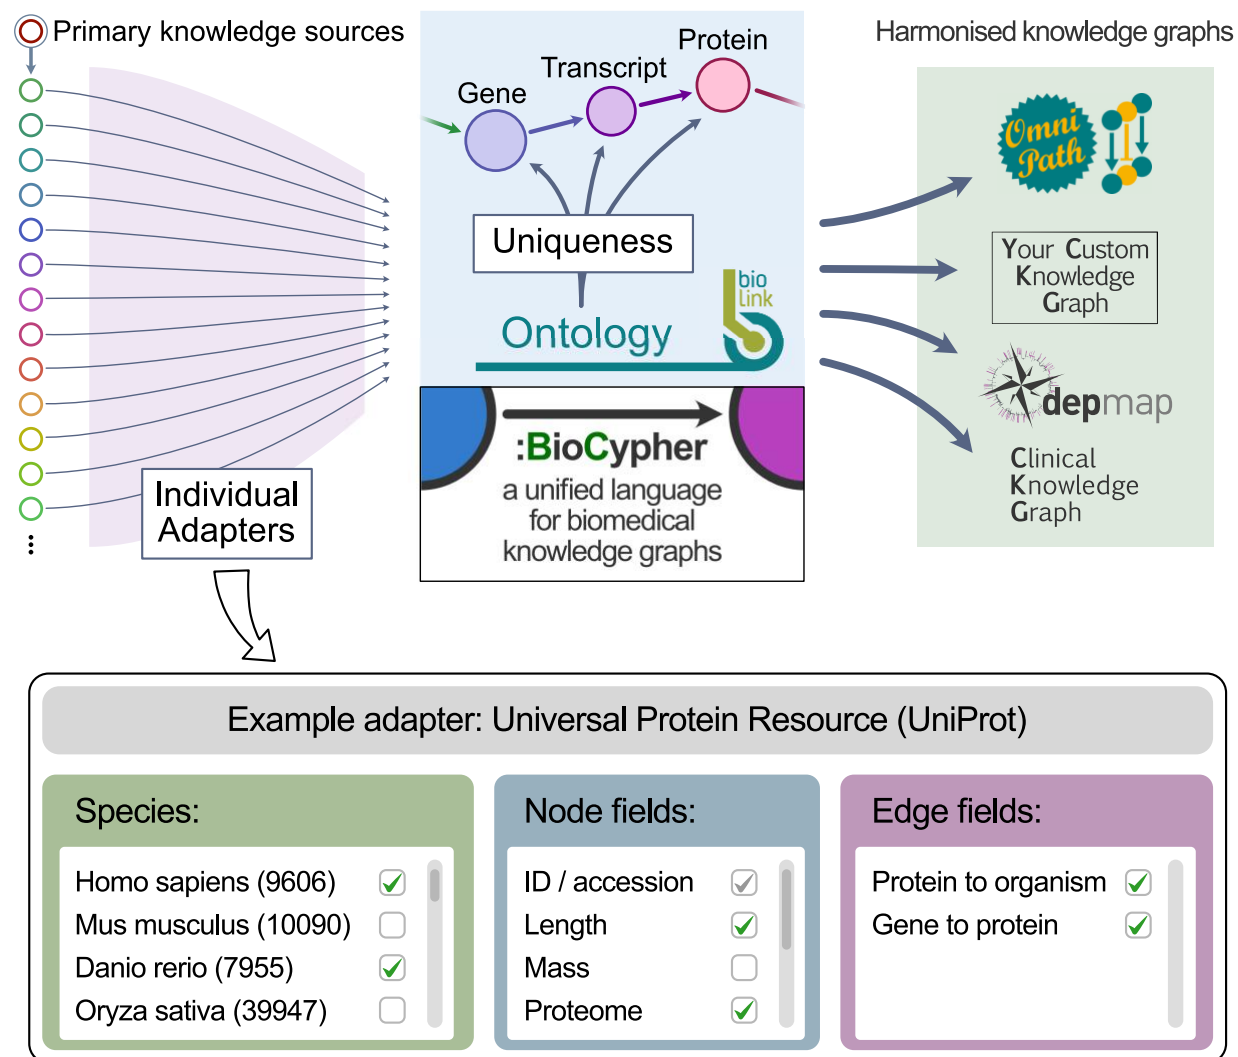 Primary knowledge sources
Individual
Adapters
Gene
Transcript
Protein
Uniqueness
Ontology
bio
link
:BioCypher
a unified language
for biomedical
knowledge graphs
Harmonised knowledge graphs
Omni
Path
Your Custom
Knowledge
Graph
depmap
Clinical
Knowledge
Graph
Example adapter: Universal Protein Resource (UniProt)
Species:
Homo sapiens (9606)
Mus musculus (10090)
Danio rerio (7955)
Oryza sativa (39947)
Node fields:
ID / accession
Length
Mass
Proteome
Edge fields:
Protein to organism
Gene to protein